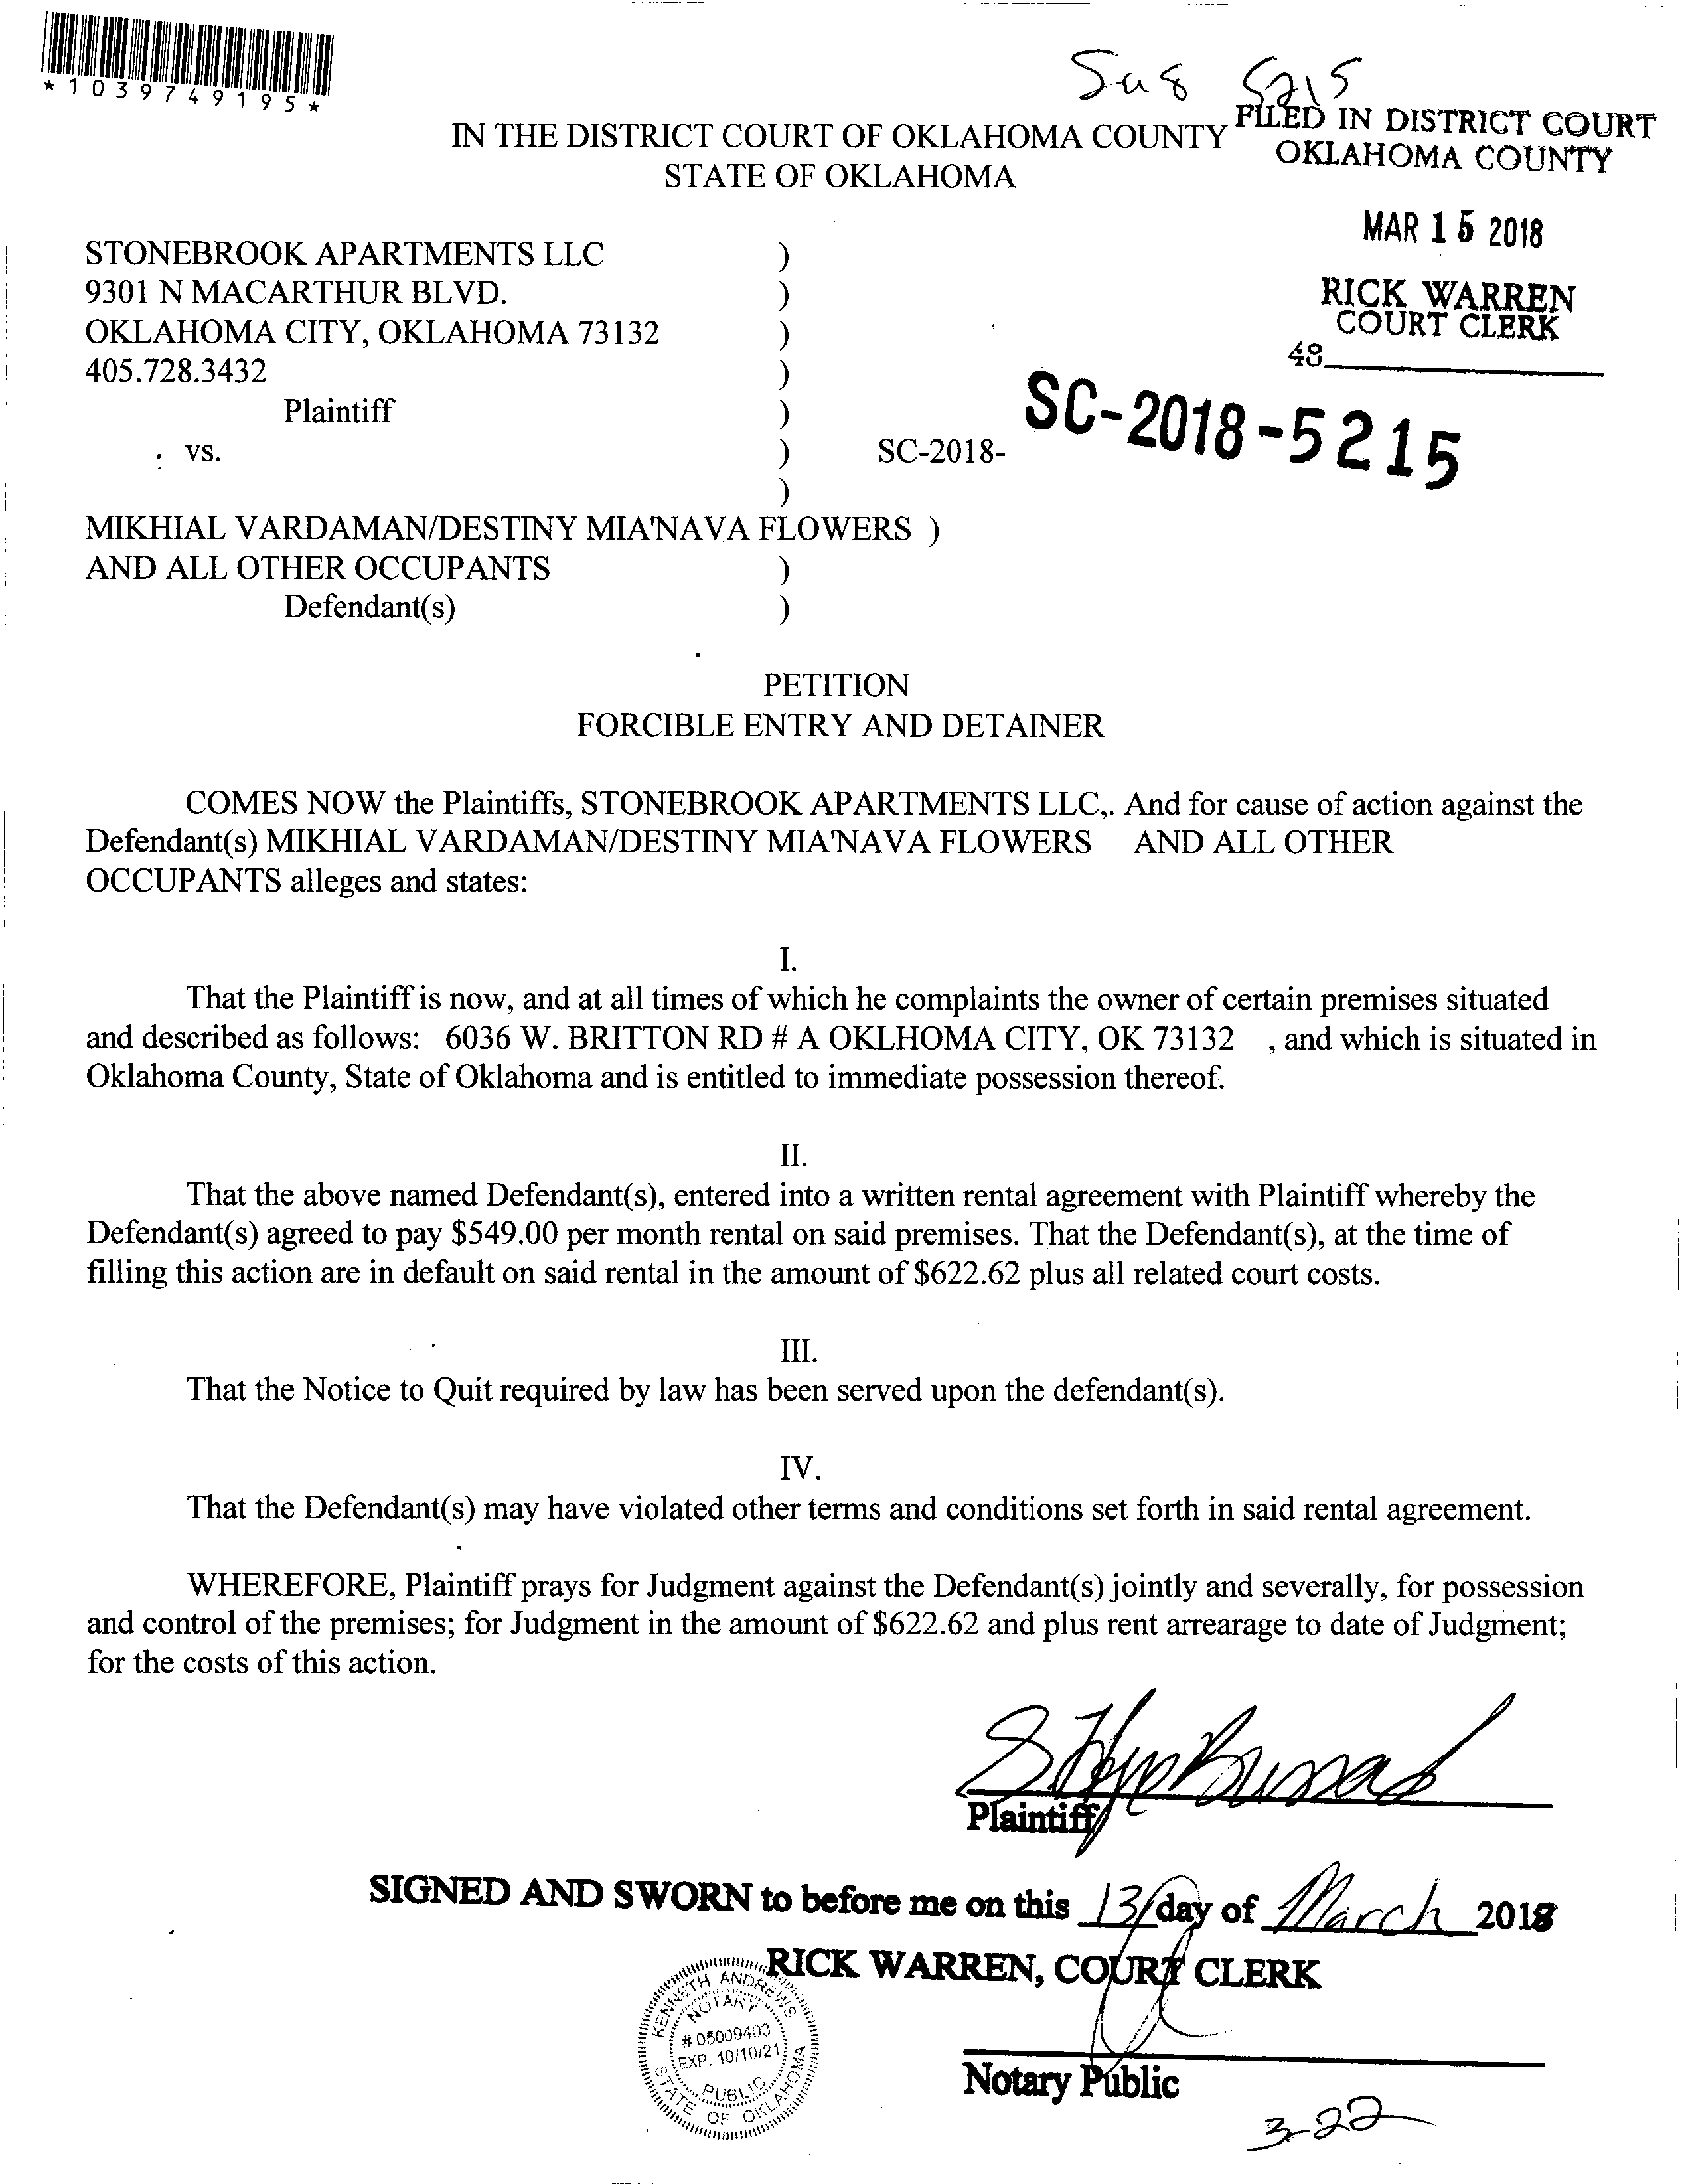 *1039749195*
5215
IN THE DISTRICT COURT OF OKLAHOMA COUNTY
STATE OF OKLAHOMA
FILED IN DISTRICT COURT
OKLAHOMA COUNTY
MAR 15 2018
RICK WARREN
COURT CLERK
48
STONEBROOK APARTMENTS LLC )
9301 N MACARTHUR BLVD. )
OKLAHOMA CITY, OKLAHOMA 73132 )
405.728.3432 )
Plaintiff )
vs. ) SC-2018- SC-2018-5215
)
MIKHIAL VARDAMAN/DESTINY MIA'NAVA FLOWERS )
AND ALL OTHER OCCUPANTS )
Defendant(s) )
PETITION
FORCIBLE ENTRY AND DETAINER
COMES NOW the Plaintiffs, STONEBROOK APARTMENTS LLC,. And for cause of action against the
Defendant(s) MIKHIAL VARDAMAN/DESTINY MIA'NAVA FLOWERS AND ALL OTHER
OCCUPANTS alleges and states:
I.
That the Plaintiff is now, and at all times of which he complaints the owner of certain premises situated
and described as follows: 6036 W. BRITTON RD # A OKLHOMA CITY, OK 73132 , and which is situated in
Oklahoma County, State of Oklahoma and is entitled to immediate possession thereof.
II.
That the above named Defendant(s), entered into a written rental agreement with Plaintiff whereby the
Defendant(s) agreed to pay $549.00 per month rental on said premises. That the Defendant(s), at the time of
filling this action are in default on said rental in the amount of $622.62 plus all related court costs.
III.
That the Notice to Quit required by law has been served upon the defendant(s).
IV.
That the Defendant(s) may have violated other terms and conditions set forth in said rental agreement.
WHEREFORE, Plaintiff prays for Judgment against the Defendant(s) jointly and severally, for possession
and control of the premises; for Judgment in the amount of $622.62 and plus rent arrearage to date of Judgment;
for the costs of this action.
Plaintiff
SIGNED AND SWORN to before me on this 13 day of March 2018
RICK WARREN, COURT CLERK
KENNETH ANDREWS
NOTARY
# 05009403
EXP. 10/10/21
PUBLIC
STATE OF OKLAHOMA
Notary Public
3-22